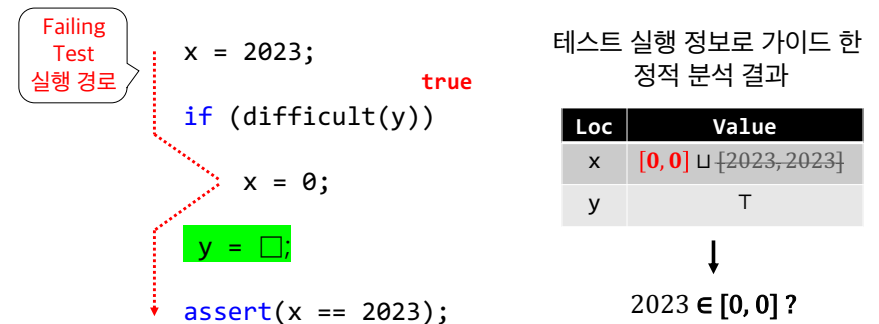 Failing
Test
실행 경로
x = 2023;
true
if (difficult(y))
x = 0;
y = □;
assert(x == 2023);
테스트 실행 정보로 가이드 한
정적 분석 결과
Loc Value
x [0, 0] ⊔ [2023, 2023]
y ⊤
2023 ∈ [0, 0] ?